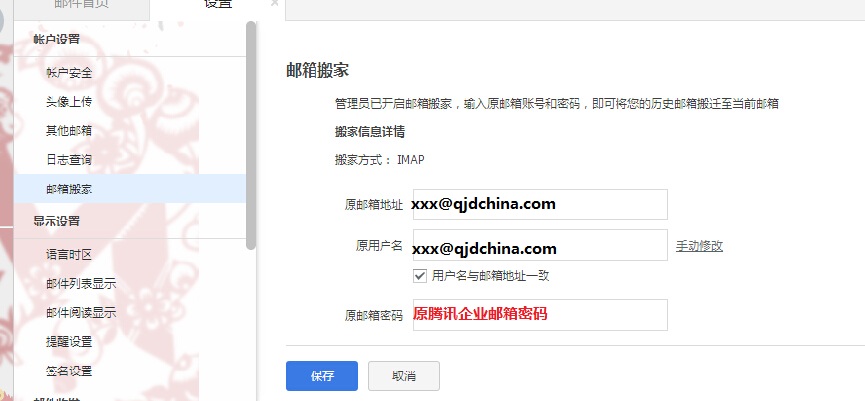 邮件首页
设置
帐户设置
帐户安全
头像上传
其他邮箱
日志查询
邮箱搬家
显示设置
语言时区
邮件列表显示
邮件阅读显示
提醒设置
签名设置
邮箱搬家
管理员已开启邮箱搬家，输入原邮箱账号和密码，即可将您的历史邮箱搬迁至当前邮箱
搬家信息详情
搬家方式： IMAP
原邮箱地址 xxx@qjdchina.com
原用户名 xxx@qjdchina.com 手动修改
用户名与邮箱地址一致
原邮箱密码 原腾讯企业邮箱密码
保存 取消